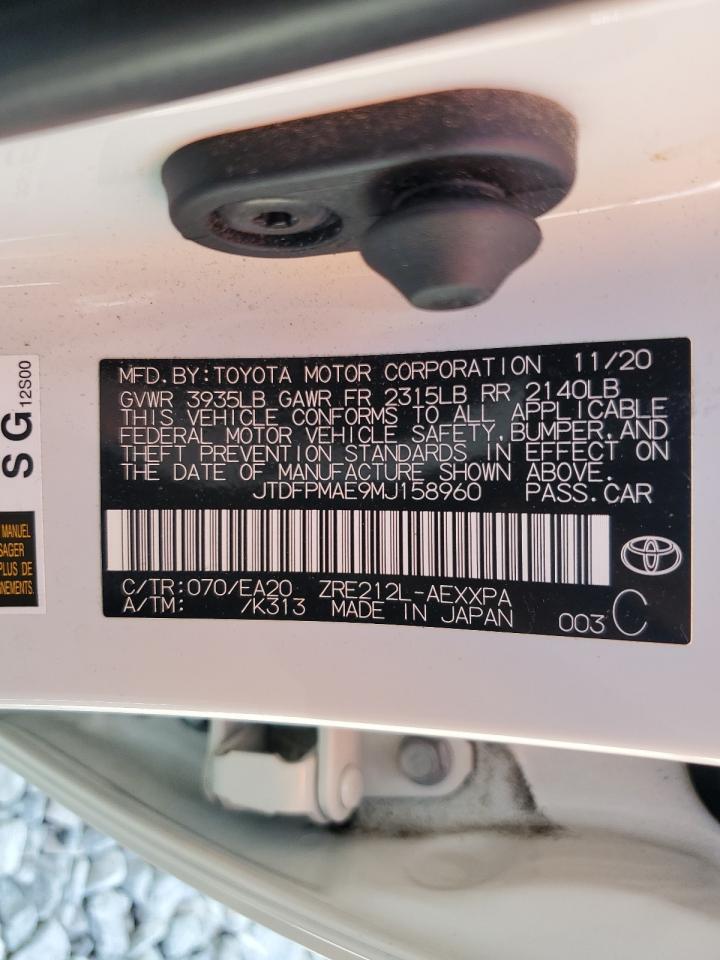 MFD.BY:TOYOTA MOTOR CORPORATION 11/20
GVWR 3935LB GAWR FR 2315LB RR 2140LB
THIS VEHICLE CONFORMS TO ALL APPLICABLE
FEDERAL MOTOR VEHICLE SAFETY,BUMPER,AND
THEFT PREVENTION STANDARDS IN EFFECT ON
THE DATE OF MANUFACTURE SHOWN ABOVE.
JTDFPMAE9MJ158960 PASS.CAR
C/TR:070/EA20 ZRE212L-AEXXPA
A/TM: /K313 MADE IN JAPAN 003 C
SG 12S00
MANUEL
PLUS DE